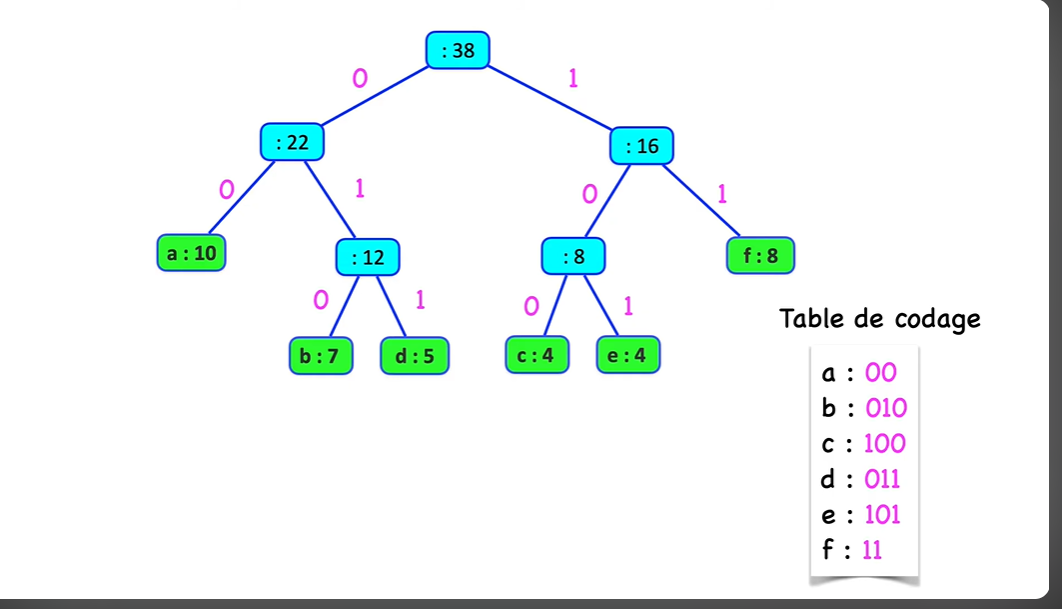 : 38
0
1
: 22
: 16
0
1
0
1
a : 10
: 12
: 8
f : 8
0
1
0
1
b : 7
d : 5
c : 4
e : 4
Table de codage
a : 00
b : 010
c : 100
d : 011
e : 101
f : 11